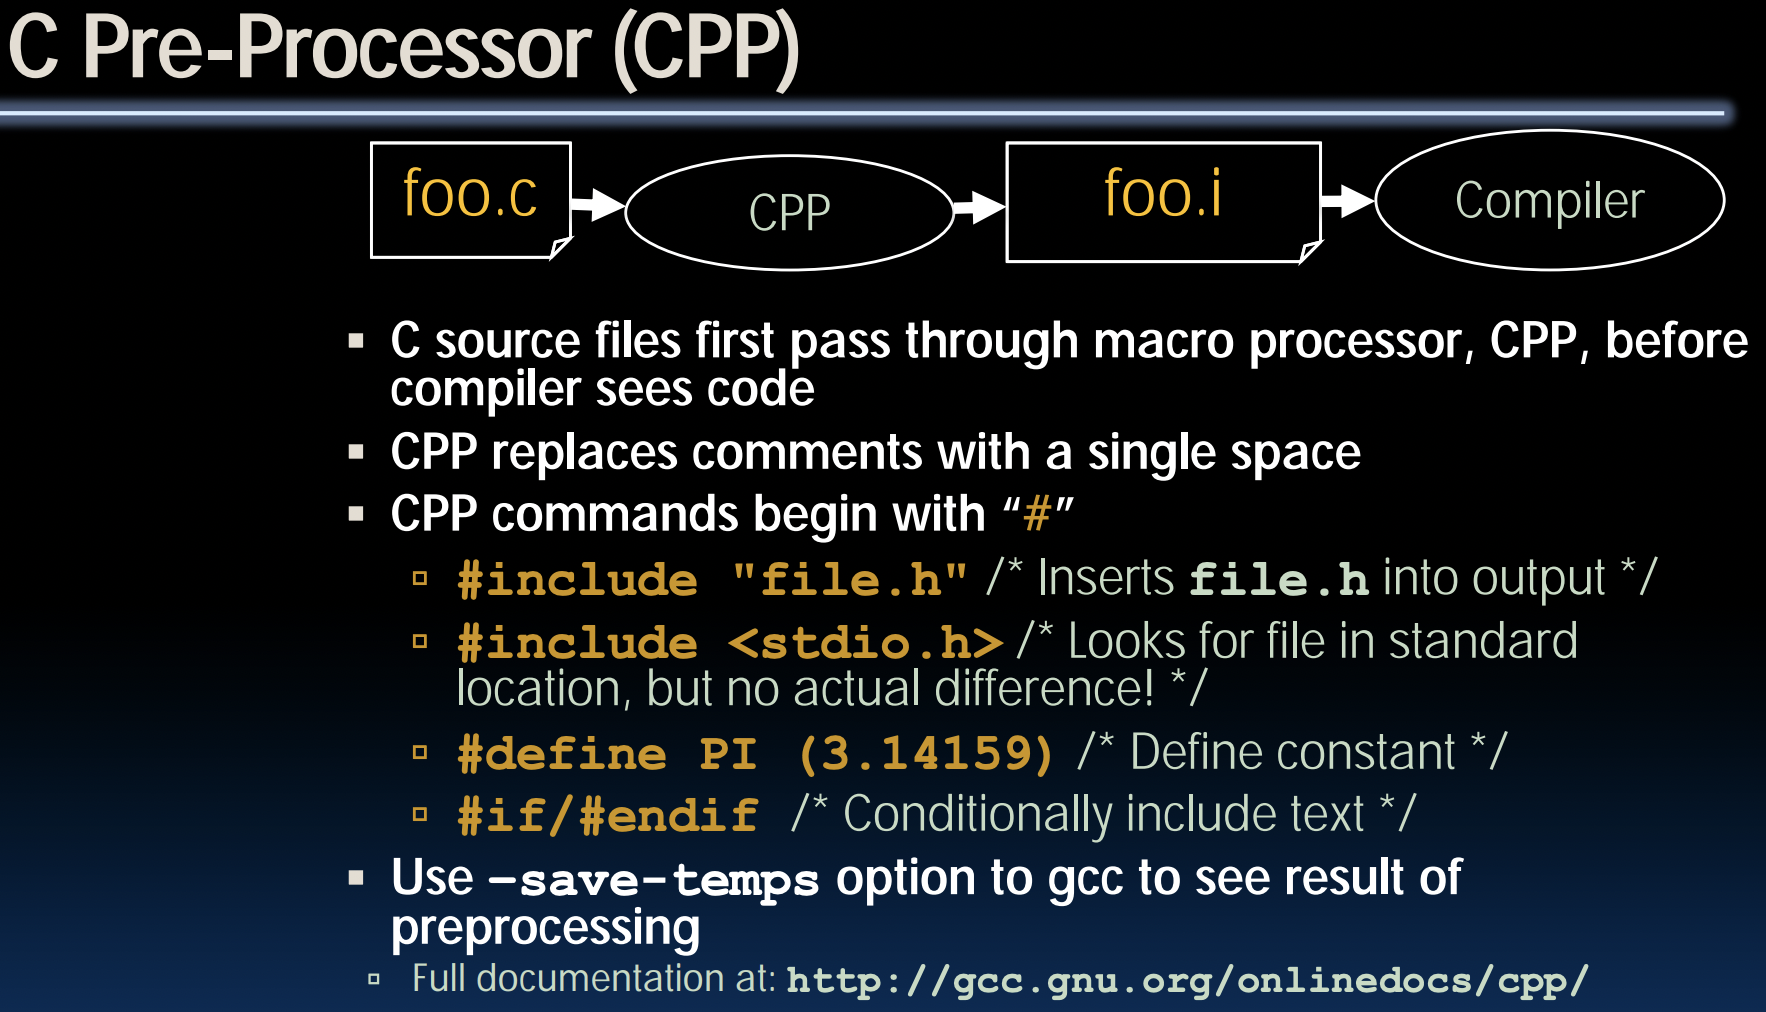 C Pre-Processor (CPP)
foo.c
CPP
foo.i
Compiler
▪ C source files first pass through macro processor, CPP, before
compiler sees code
▪ CPP replaces comments with a single space
▪ CPP commands begin with “#”
▫ #include "file.h" /* Inserts file.h into output */
▫ #include <stdio.h> /* Looks for file in standard
location, but no actual difference! */
▫ #define PI (3.14159) /* Define constant */
▫ #if/#endif /* Conditionally include text */
▪ Use –save-temps option to gcc to see result of
preprocessing
▫ Full documentation at: http://gcc.gnu.org/onlinedocs/cpp/